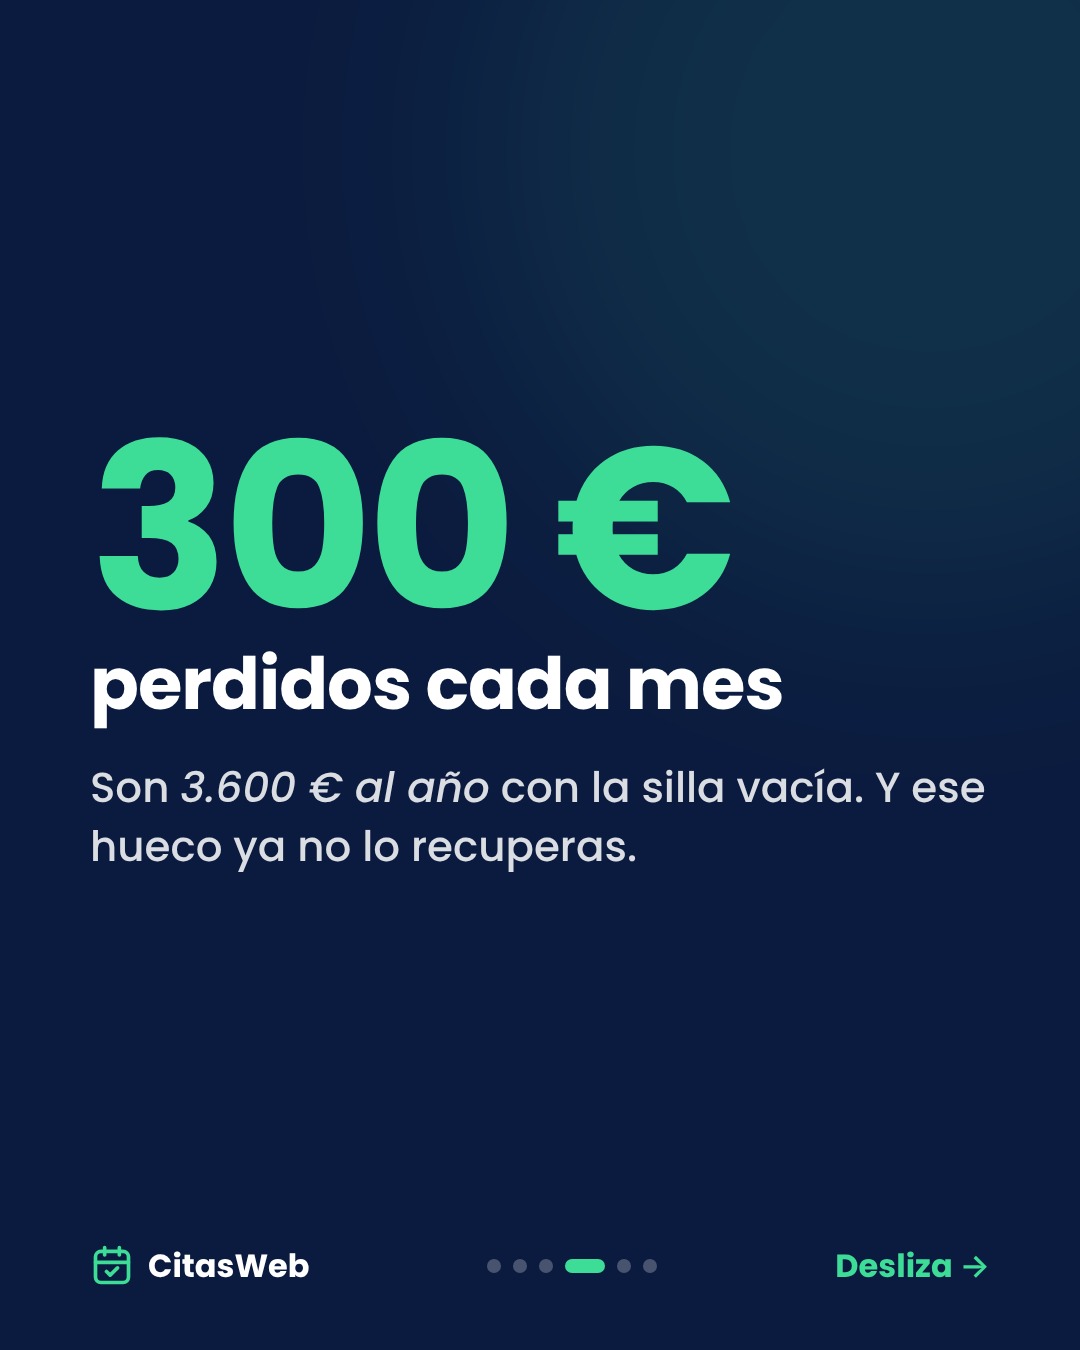 300 €
perdidos cada mes
Son 3.600 € al año con la silla vacía. Y ese
hueco ya no lo recuperas.
CitasWeb
Desliza →